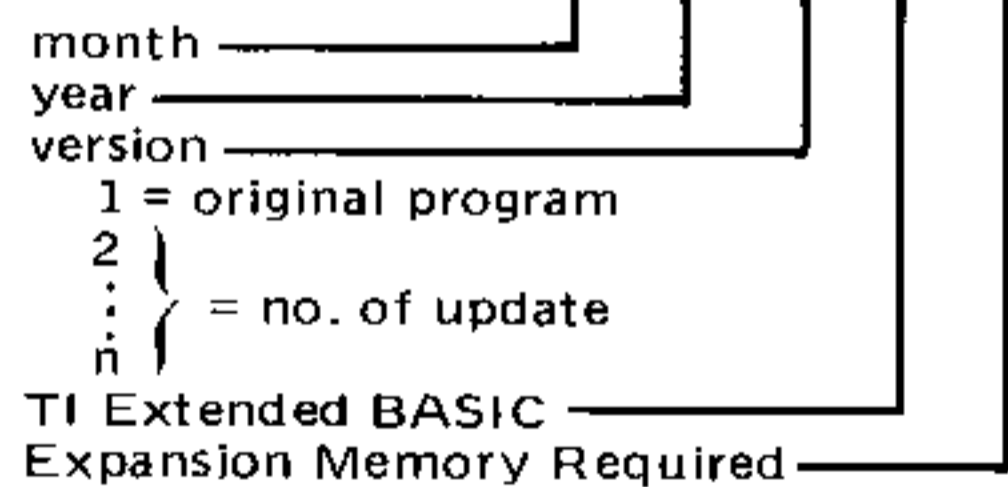 month
year
version
1 = original program
2
⋮ = no. of update
n
TI Extended BASIC
Expansion Memory Required